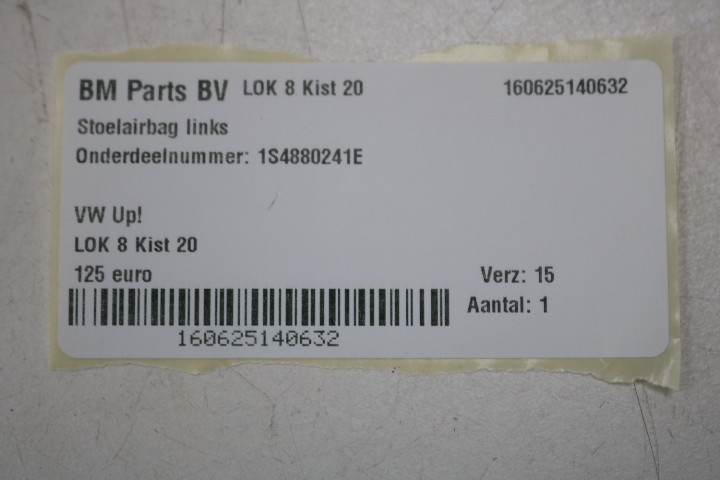 BM Parts BV LOK 8 Kist 20 160625140632
Stoelairbag links
Onderdeelnummer: 1S4880241E
VW Up!
LOK 8 Kist 20
125 euro Verz: 15
Aantal: 1
160625140632